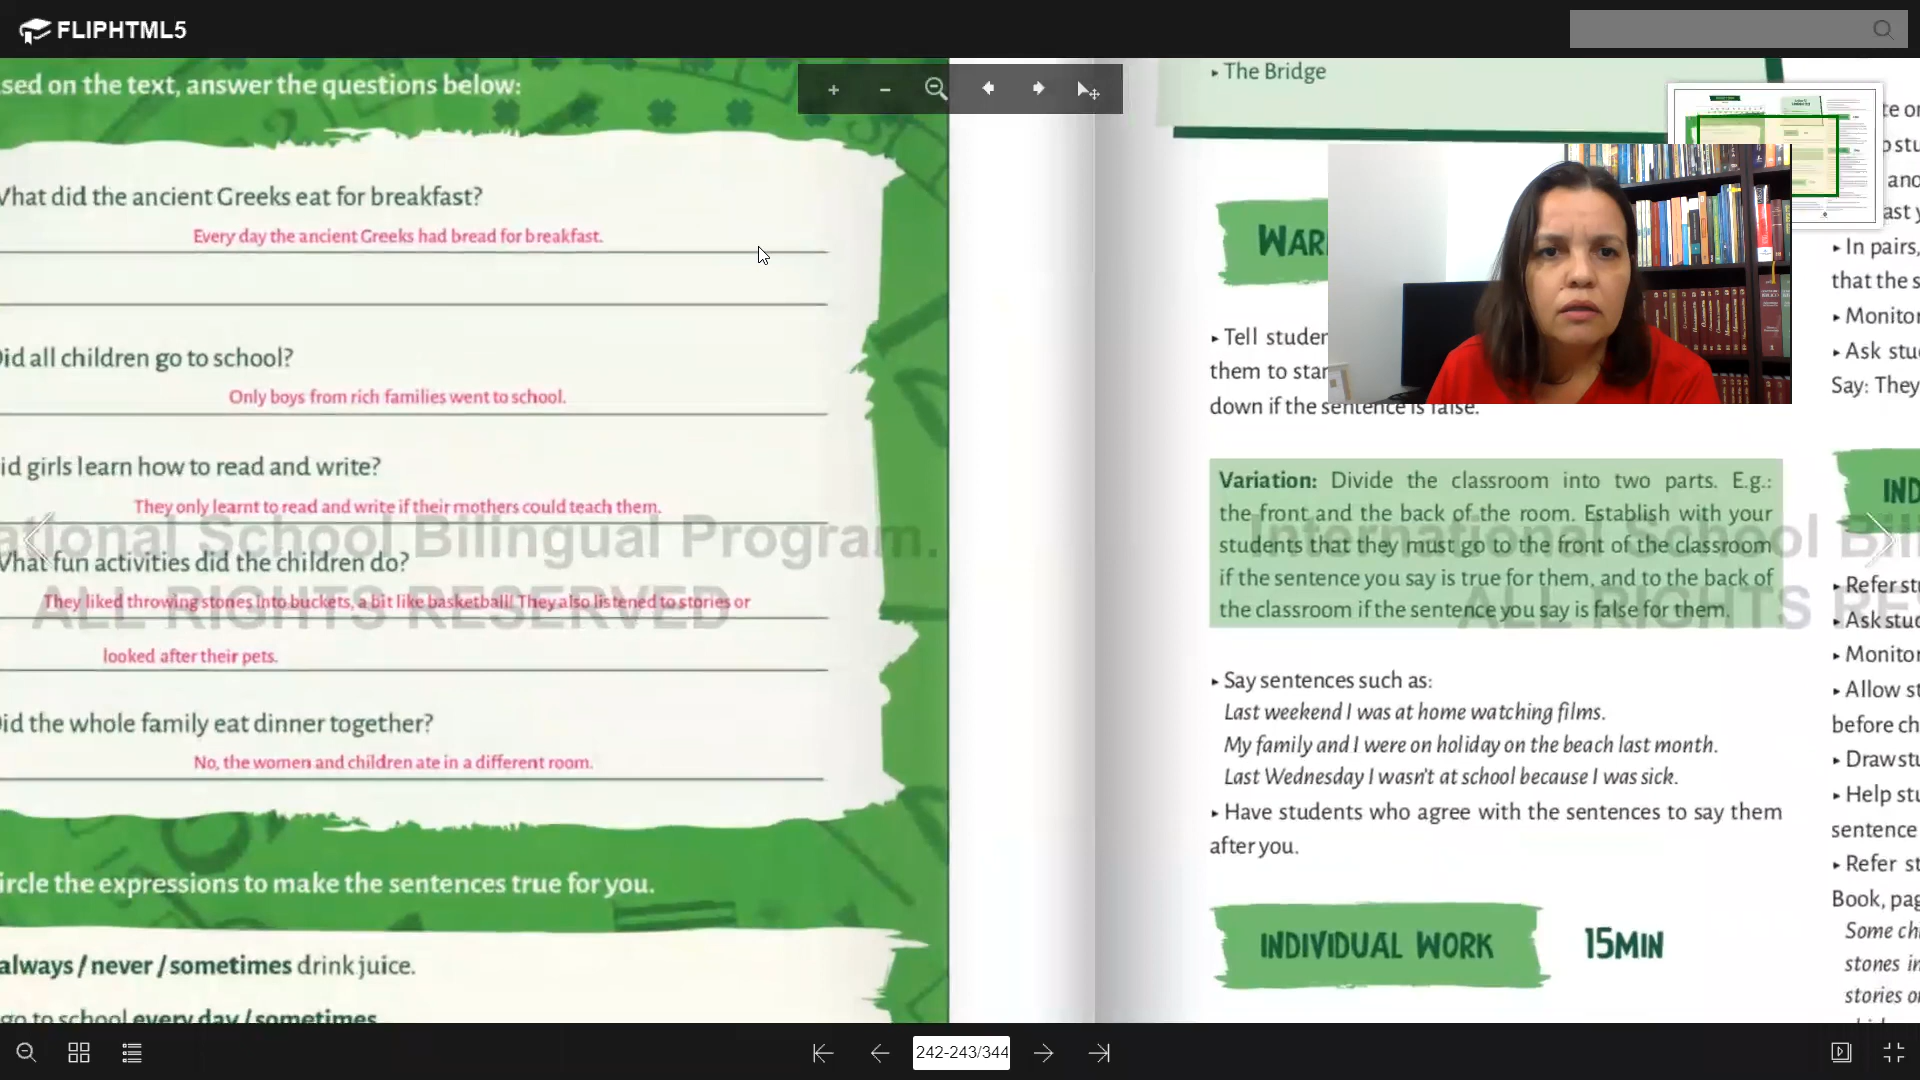 FLIPHTML5
sed on the text, answer the questions below:
What did the ancient Greeks eat for breakfast?
Every day the ancient Greeks had bread for breakfast.
Did all children go to school?
Only boys from rich families went to school.
id girls learn how to read and write?
They only learnt to read and write if their mothers could teach them.
What fun activities did the children do?
They liked throwing stones into buckets, a bit like basketball! They also listened to stories or
looked after their pets.
Did the whole family eat dinner together?
No, the women and children ate in a different room.
ircle the expressions to make the sentences true for you.
always / never / sometimes drink juice.
go to school every day / sometimes
ational School Bilingual Program.
ALL RIGHTS RESERVED
▸ The Bridge
WAR
▸ Tell studen
them to star
down if the sentence is false.
Variation: Divide the classroom into two parts. E.g.:
the front and the back of the room. Establish with your
students that they must go to the front of the classroom
if the sentence you say is true for them, and to the back of
the classroom if the sentence you say is false for them.
International School Bili
ALL RIGHTS RE
▸ Say sentences such as:
Last weekend I was at home watching films.
My family and I were on holiday on the beach last month.
Last Wednesday I wasn't at school because I was sick.
▸ Have students who agree with the sentences to say them
after you.
INDIVIDUAL WORK 15MIN
▸ In pairs,
that the s
▸ Monitor
▸ Ask stu
Say: They
IND
▸ Refer st
▸ Ask stud
▸ Monitor
▸ Allow st
before ch
▸ Draw stu
▸ Help stu
sentence
▸ Refer st
Book, pag
Some ch
stones in
stories or
242-243/344